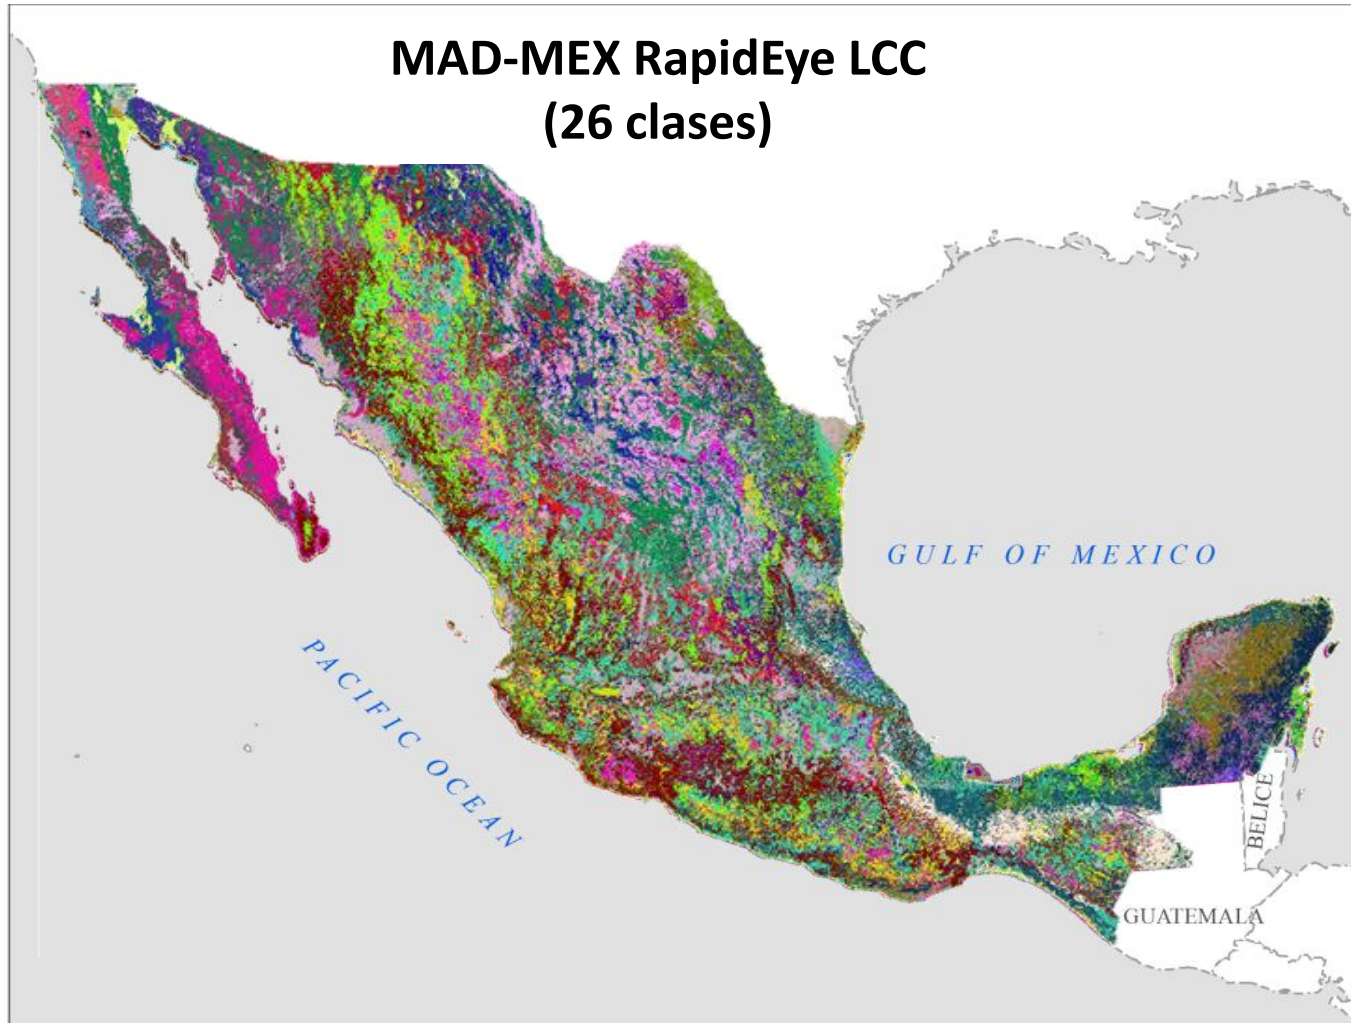 MAD-MEX RapidEye LCC
(26 clases)
GULF OF MEXICO
PACIFIC OCEAN
BELICE
GUATEMALA